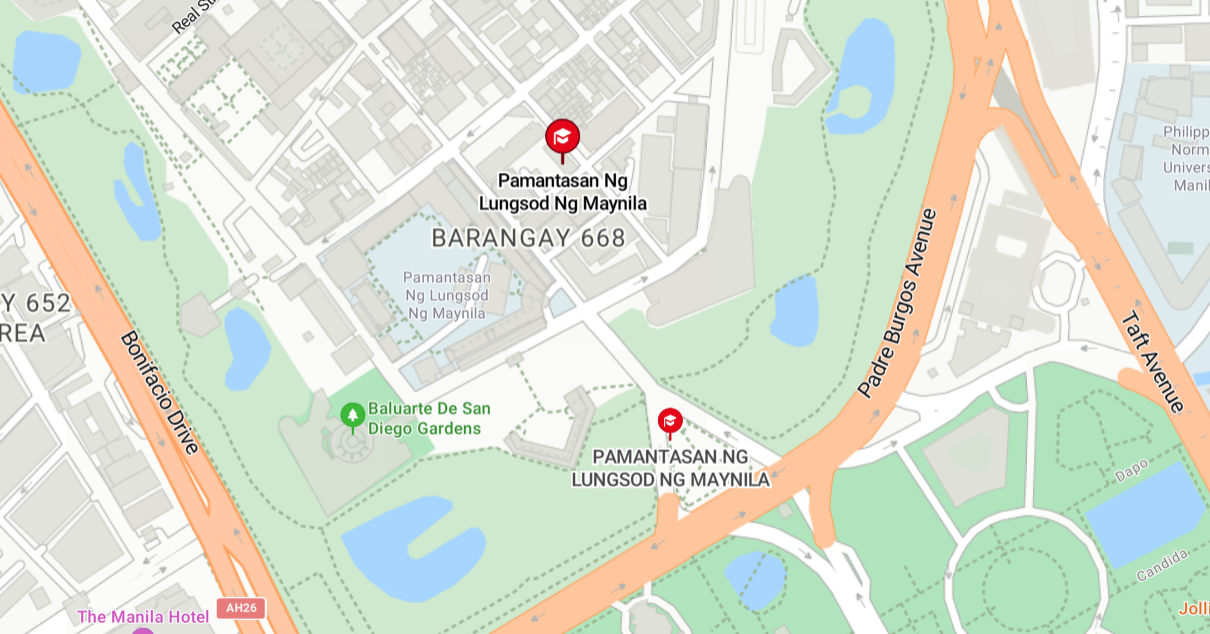 Real St
Pamantasan Ng
Lungsod Ng Maynila
BARANGAY 668
Pamantasan
Ng Lungsod
Ng Maynila
Philipp
Norm
Univers
Manil
Y 652
REA
Bonifacio Drive
Padre Burgos Avenue
Taft Avenue
Baluarte De San
Diego Gardens
PAMANTASAN NG
LUNGSOD NG MAYNILA
Dapo
Candida
The Manila Hotel
AH26
Jolli